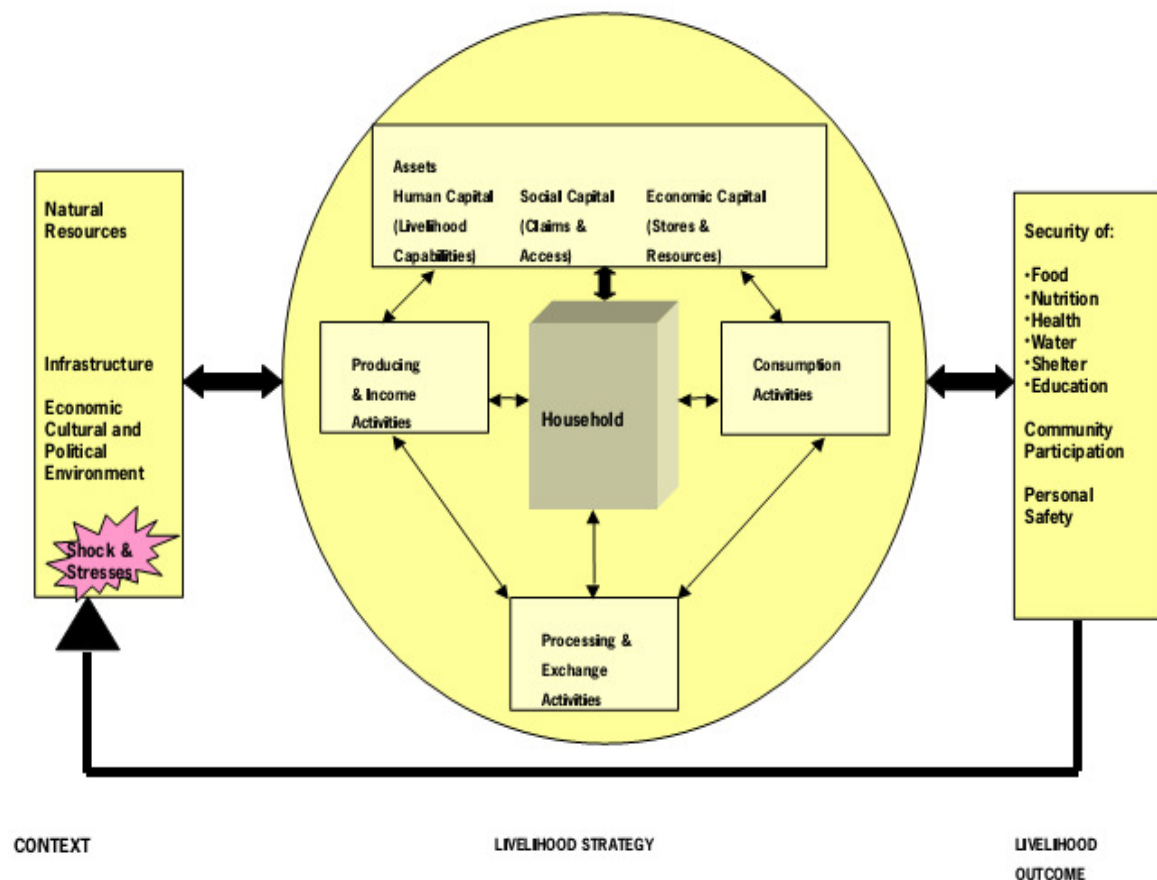 Natural
Resources
Infrastructure
Economic
Cultural and
Political
Environment
Shock &
Stresses
Assets
Human Capital Social Capital Economic Capital
(Livelihood (Claims & (Stores &
Capabilities) Access) Resources)
Producing
& Income
Activities
Household
Consumption
Activities
Processing &
Exchange
Activities
Security of:
•Food
•Nutrition
•Health
•Water
•Shelter
•Education
Community
Participation
Personal
Safety
CONTEXT
LIVELIHOOD STRATEGY
LIVELIHOOD
OUTCOME